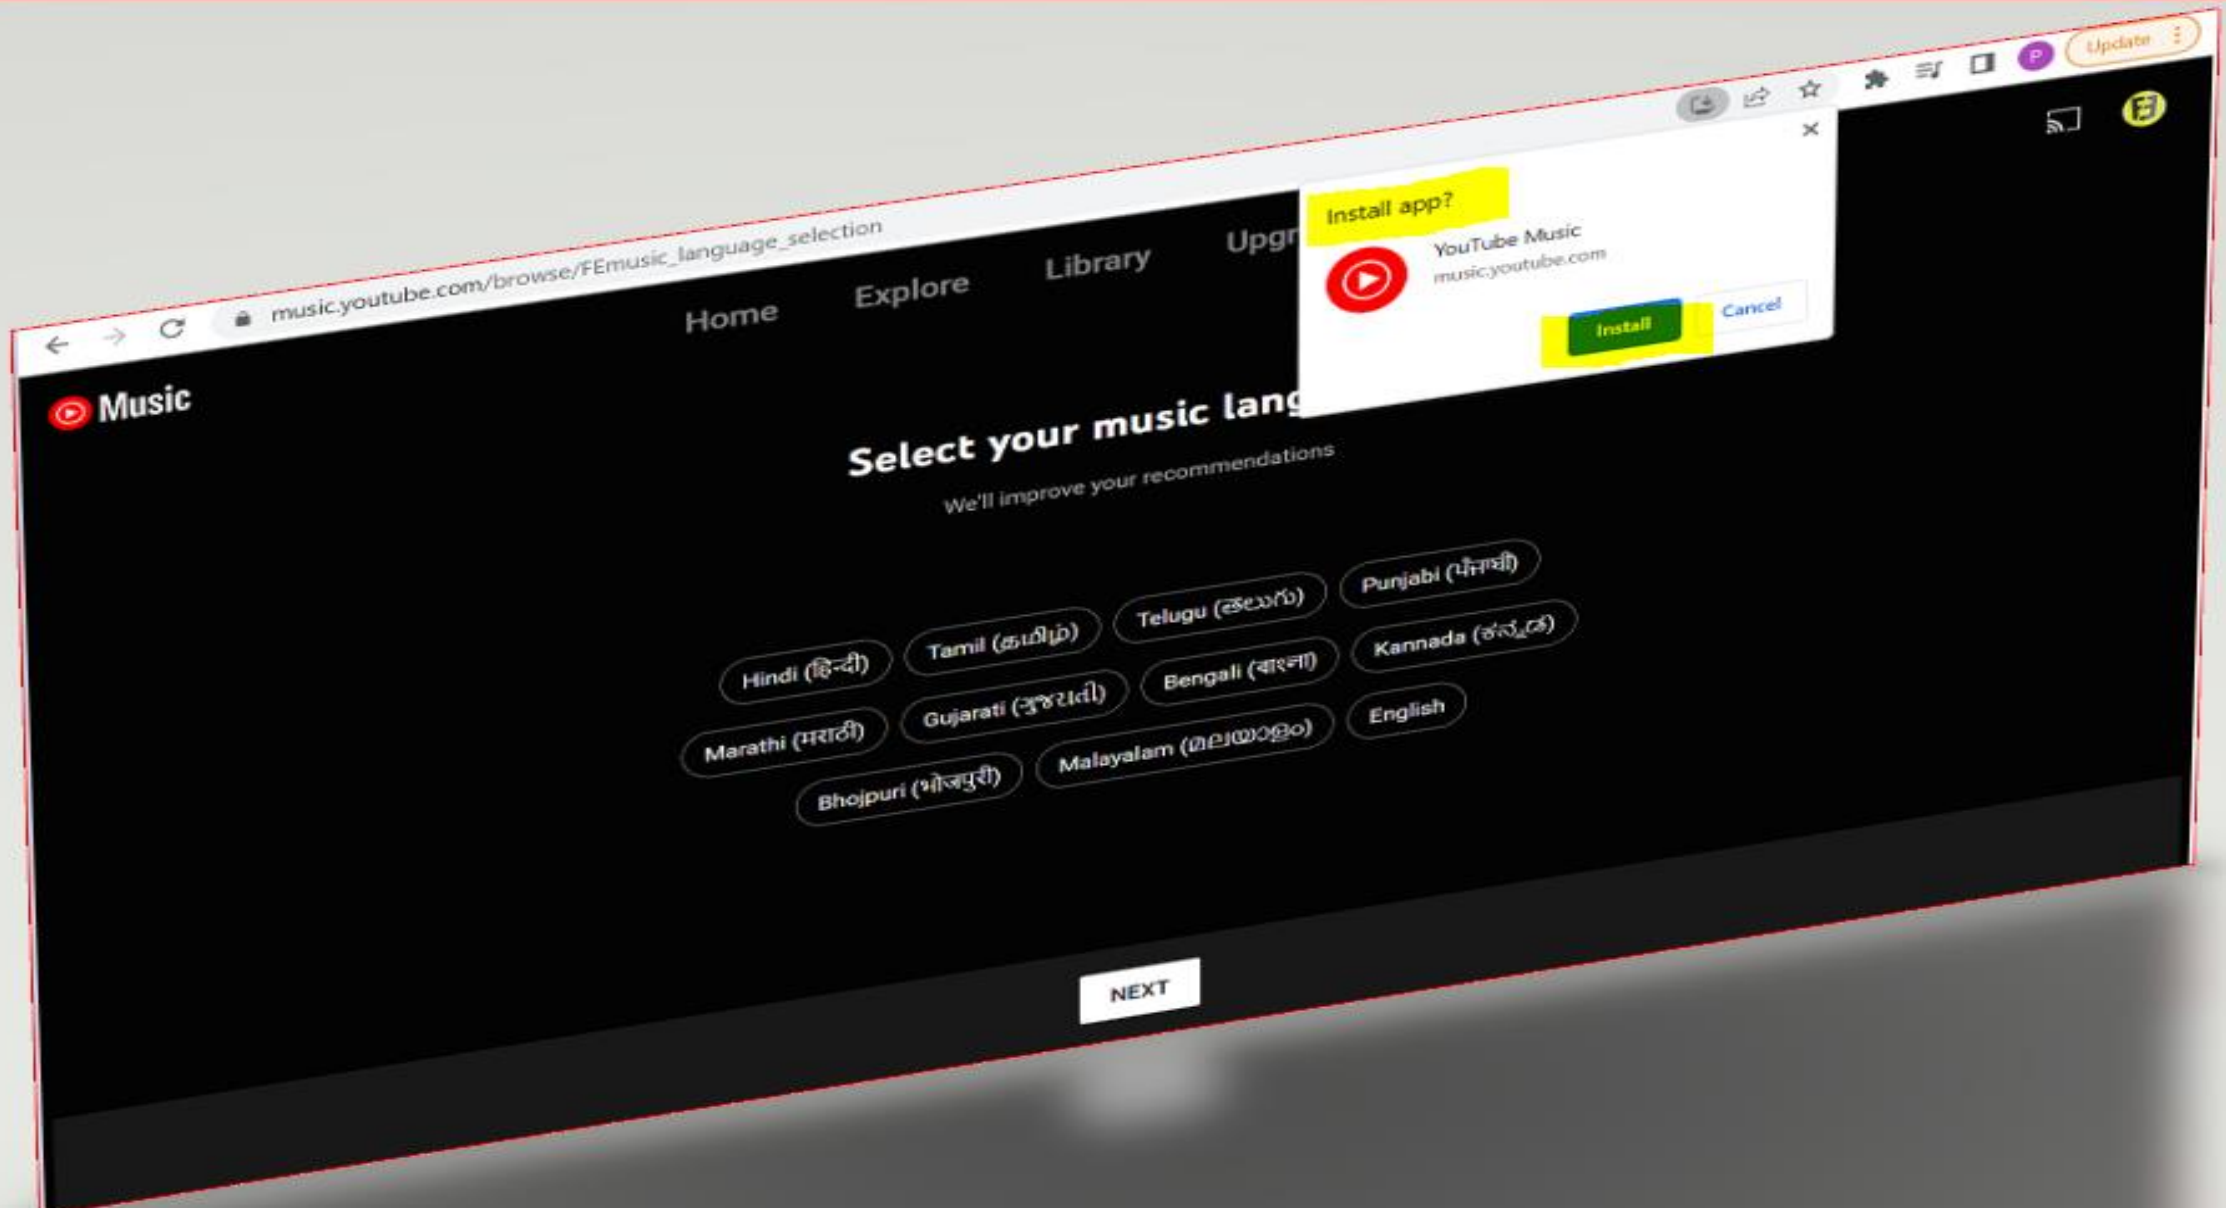 Update
music.youtube.com/browse/FEmusic_language_selection
P
Music
Home
Explore
Library
Upgr
Install app?
YouTube Music
music.youtube.com
Install
Cancel
Select your music lang
We'll improve your recommendations
Hindi (हिन्दी)
Tamil (தமிழ்)
Telugu (తెలుగు)
Punjabi (ਪੰਜਾਬੀ)
Marathi (मराठी)
Gujarati (ગુજરાતી)
Bengali (বাংলা)
Kannada (ಕನ್ನಡ)
Bhojpuri (भोजपुरी)
Malayalam (മലയാളം)
English
NEXT